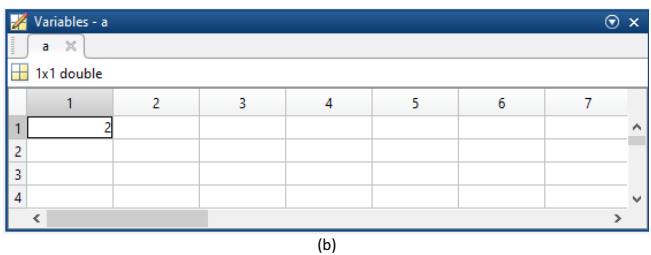 Variables - a
a
1x1 double
1 2 3 4 5 6 7
1 2
2
3
4
(b)